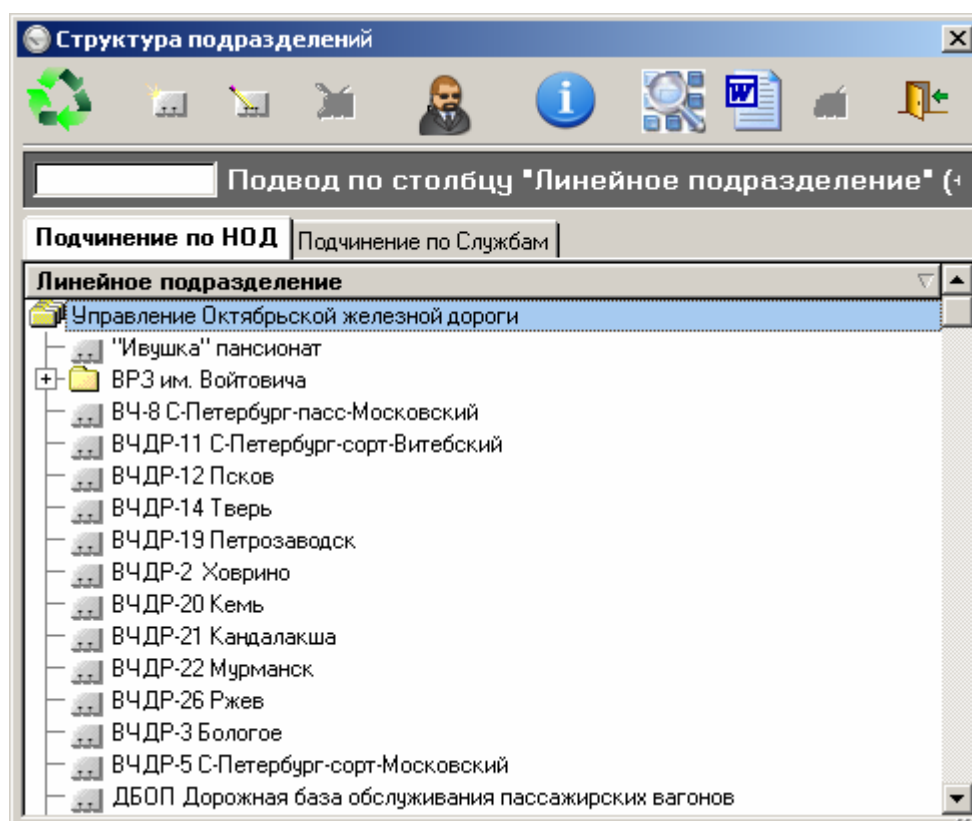 Структура подразделений
Подвод по столбцу "Линейное подразделение" (
Подчинение по НОД
Подчинение по Службам
Линейное подразделение
Управление Октябрьской железной дороги
"Ивушка" пансионат
ВРЗ им. Войтовича
ВЧ-8 С-Петербург-пасс-Московский
ВЧДР-11 С-Петербург-сорт-Витебский
ВЧДР-12 Псков
ВЧДР-14 Тверь
ВЧДР-19 Петрозаводск
ВЧДР-2 Ховрино
ВЧДР-20 Кемь
ВЧДР-21 Кандалакша
ВЧДР-22 Мурманск
ВЧДР-26 Ржев
ВЧДР-3 Бологое
ВЧДР-5 С-Петербург-сорт-Московский
ДБОП Дорожная база обслуживания пассажирских вагонов